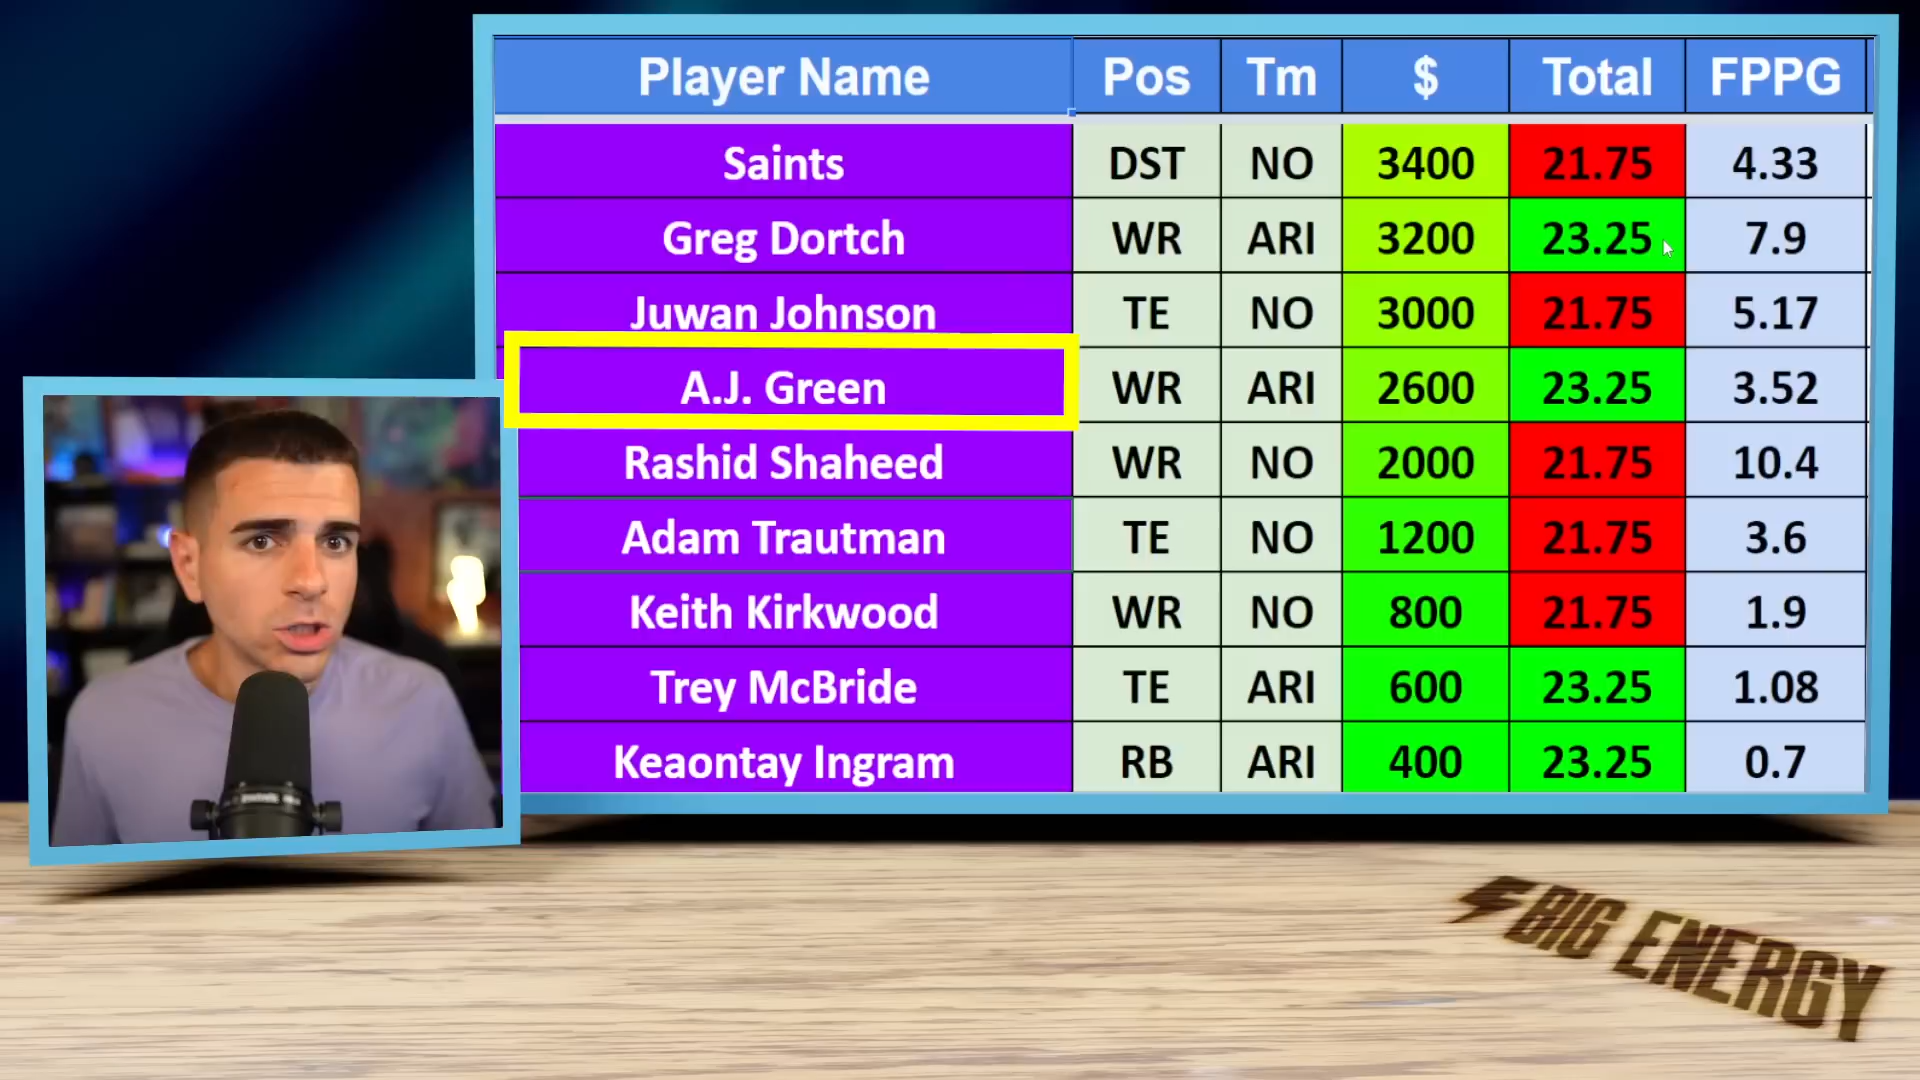 Player Name Pos Tm $ Total FPPG
Saints DST NO 3400 21.75 4.33
Greg Dortch WR ARI 3200 23.25 7.9
Juwan Johnson TE NO 3000 21.75 5.17
A.J. Green WR ARI 2600 23.25 3.52
Rashid Shaheed WR NO 2000 21.75 10.4
Adam Trautman TE NO 1200 21.75 3.6
Keith Kirkwood WR NO 800 21.75 1.9
Trey McBride TE ARI 600 23.25 1.08
Keaontay Ingram RB ARI 400 23.25 0.7
BIG ENERGY